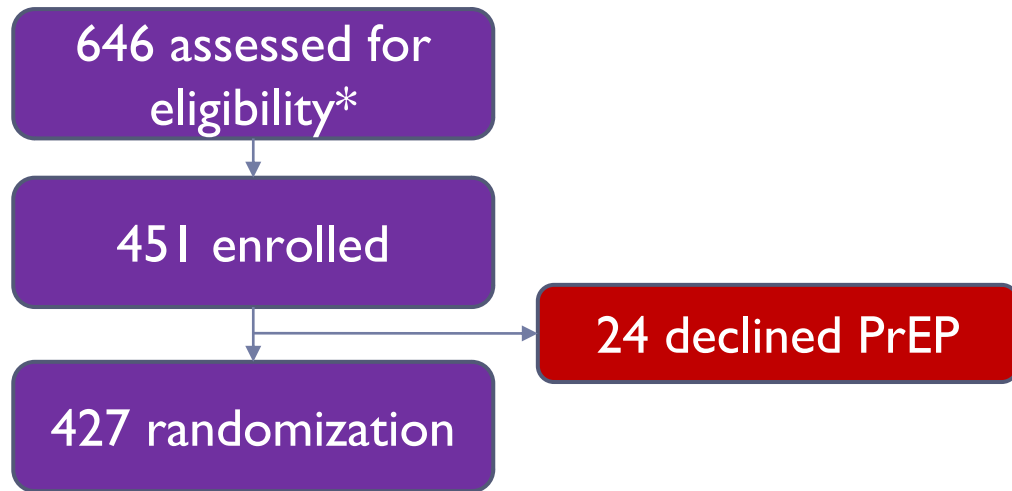 646 assessed for
eligibility*
451 enrolled
24 declined PrEP
427 randomization